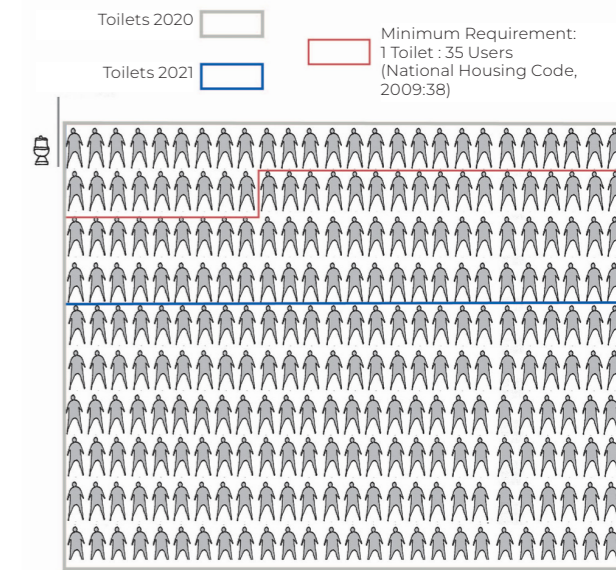 Toilets 2020
Toilets 2021
Minimum Requirement:
1 Toilet : 35 Users
(National Housing Code,
2009:38)